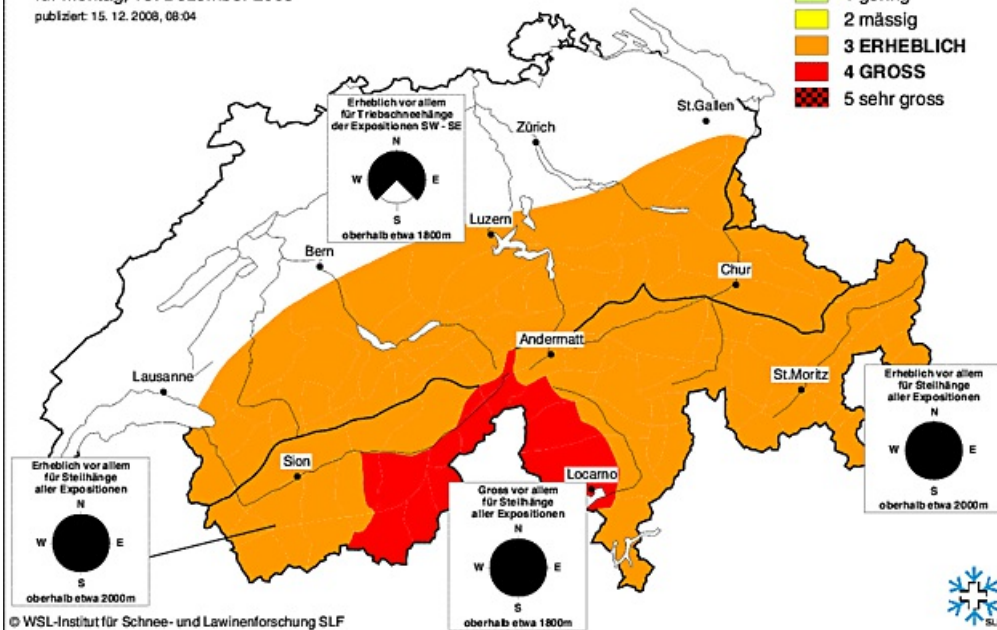 publiziert: 15. 12. 2008, 08:04
2 mässig
3 ERHEBLICH
4 GROSS
5 sehr gross
Erheblich vor allem
für Triebschneehänge
der Expositionen SW - SE
N
W E
S
oberhalb etwa 1800m
St.Gallen
Zürich
Luzern
Bern
Chur
Andermatt
Lausanne
St.Moritz
Erheblich vor allem
für Steilhänge
aller Expositionen
N
W E
S
oberhalb etwa 2000m
Sion
Locarno
Erheblich vor allem
für Steilhänge
aller Expositionen
N
W E
S
oberhalb etwa 2000m
Gross vor allem
für Steilhänge
aller Expositionen
N
W E
S
oberhalb etwa 1800m
© WSL-Institut für Schnee- und Lawinenforschung SLF